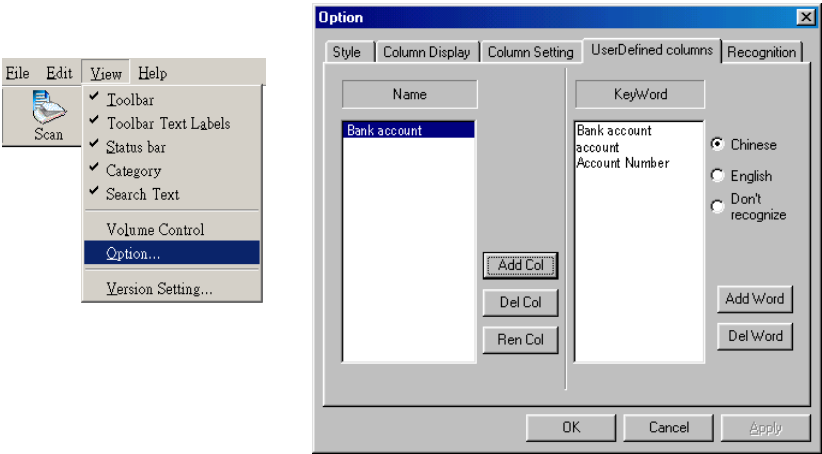 File Edit View Help
Scan
Toolbar
Toolbar Text Labels
Status bar
Category
Search Text
Volume Control
Option...
Version Setting...
Option
Style Column Display Column Setting UserDefined columns Recognition
Name KeyWord
Bank account
Bank account
account
Account Number
Chinese
English
Don't
recognize
Add Col
Del Col
Ren Col
Add Word
Del Word
OK Cancel Apply